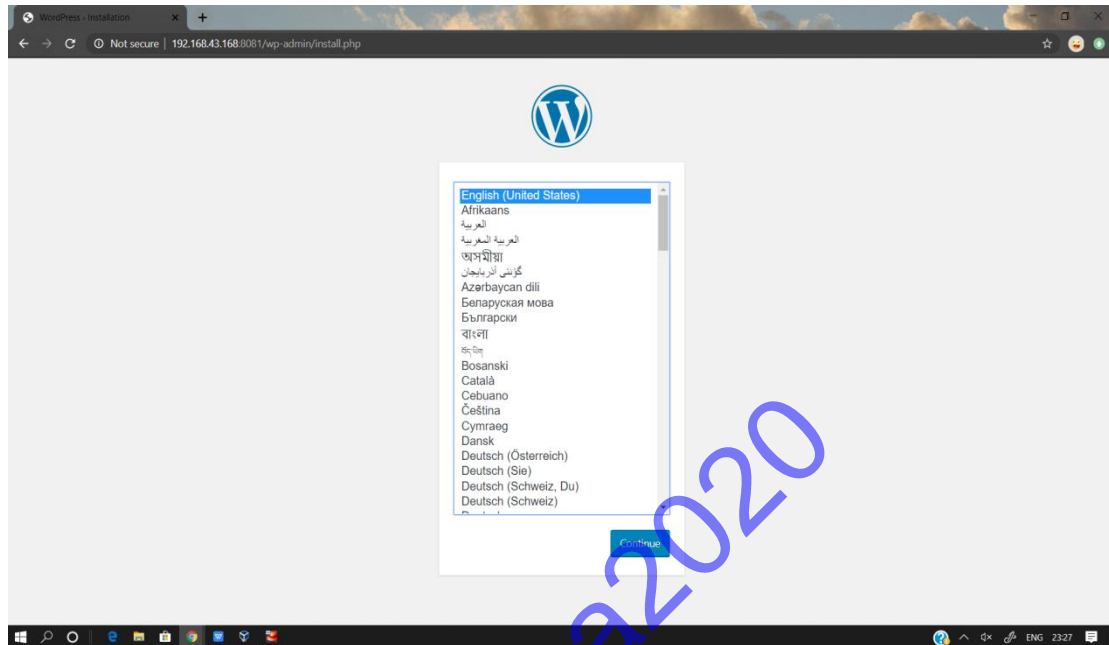 WordPress › Installation
Not secure | 192.168.43.168:8081/wp-admin/install.php
English (United States)
Afrikaans
العربية
العربية المغربية
অসমীয়া
گؤنئی آذربایجان
Azərbaycan dili
Беларуская мова
Български
বাংলা
བོད་ཡིག
Bosanski
Català
Cebuano
Čeština
Cymraeg
Dansk
Deutsch (Österreich)
Deutsch (Sie)
Deutsch (Schweiz, Du)
Deutsch (Schweiz)
Continue
a2020
ENG 23:27